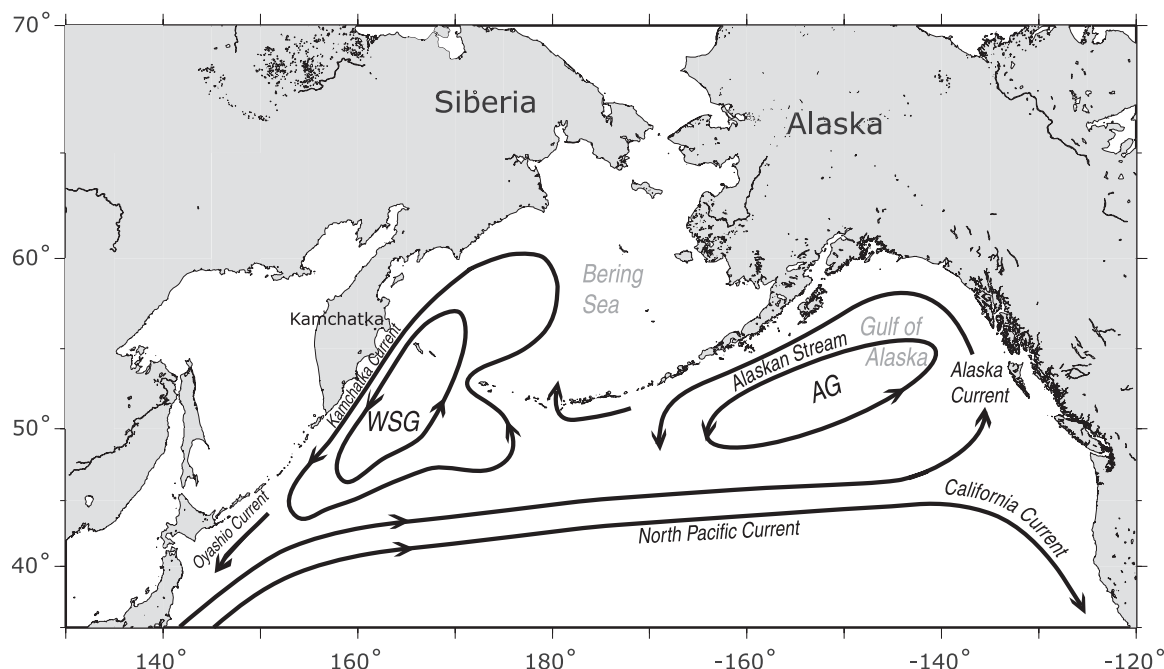 70°
Siberia
Alaska
60°
Bering
Sea
Kamchatka
Kamchatka Current
Gulf of
Alaska
Alaskan Stream
Alaska
Current
AG
WSG
50°
Oyashio Current
California Current
North Pacific Current
40°
140°
160°
180°
-160°
-140°
-120°